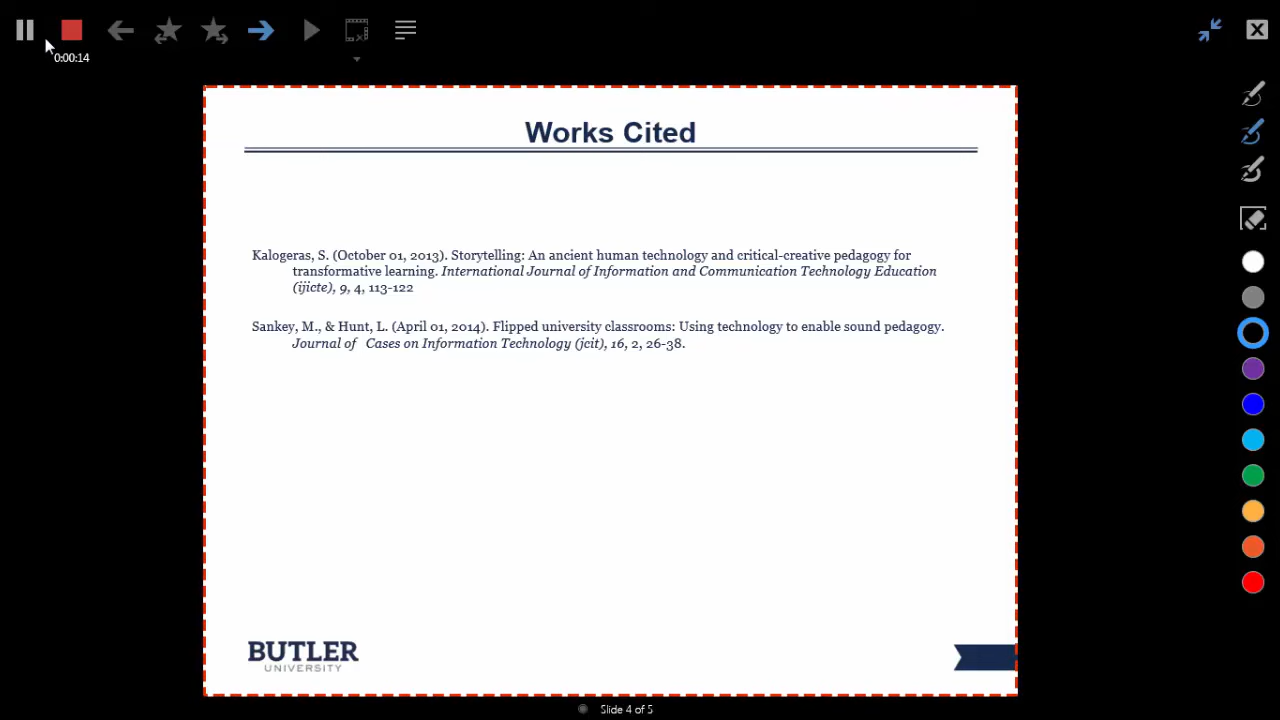 0:00:14
Works Cited
Kalogeras, S. (October 01, 2013). Storytelling: An ancient human technology and critical-creative pedagogy for
transformative learning. International Journal of Information and Communication Technology Education
(ijicte), 9, 4, 113-122
Sankey, M., & Hunt, L. (April 01, 2014). Flipped university classrooms: Using technology to enable sound pedagogy.
Journal of Cases on Information Technology (jcit), 16, 2, 26-38.
BUTLER
UNIVERSITY
Slide 4 of 5